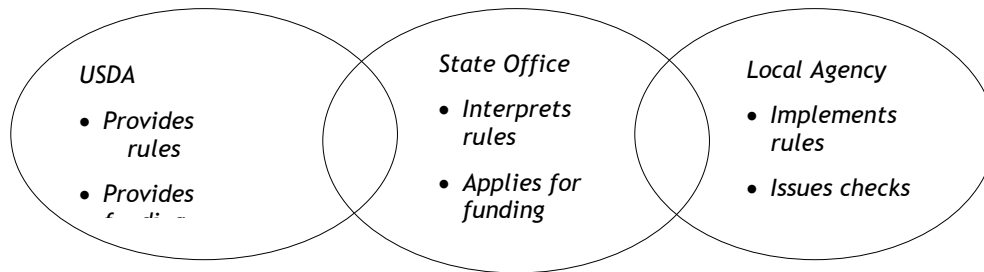 USDA
• Provides
rules
• Provides
State Office
• Interprets
rules
• Applies for
funding
Local Agency
• Implements
rules
• Issues checks